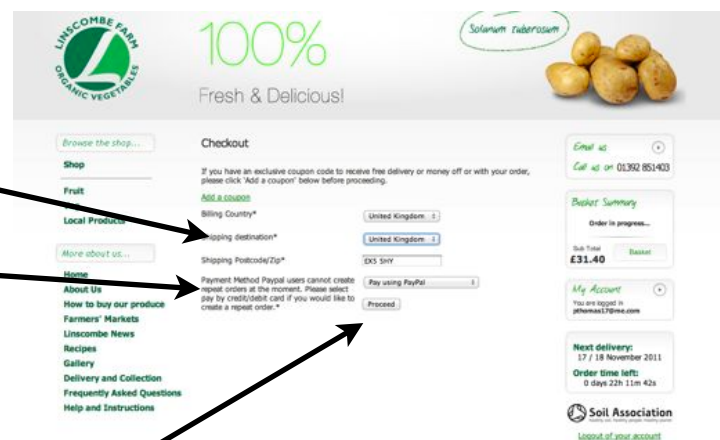 LINSCOMBE FARM
ORGANIC VEGETABLES
100%
Fresh & Delicious!
Solanum tuberosum
Browse the shop...
Shop
Fruit
Local Products
More about us...
Home
About Us
How to buy our produce
Farmers' Markets
Linscombe News
Recipes
Gallery
Delivery and Collection
Frequently Asked Questions
Help and Instructions
Checkout
If you have an exclusive coupon code to receive free delivery or money off or with your order,
please click 'Add a coupon' below before proceeding.
Add a coupon
Billing Country*
United Kingdom
Shipping destination*
United Kingdom
Shipping Postcode/Zip*
EX5 5HY
Payment Method Paypal users cannot create
repeat orders at the moment. Please select
pay by credit/debit card if you would like to
create a repeat order.*
Pay using PayPal
Proceed
Email us
Call us on 01392 851403
Basket Summary
Order in progress...
Sub Total
£31.40
Basket
My Account
You are logged in
pthomas17@me.com
Next delivery:
17 / 18 November 2011
Order time left:
0 days 22h 11m 42s
Soil Association
Logout of your account